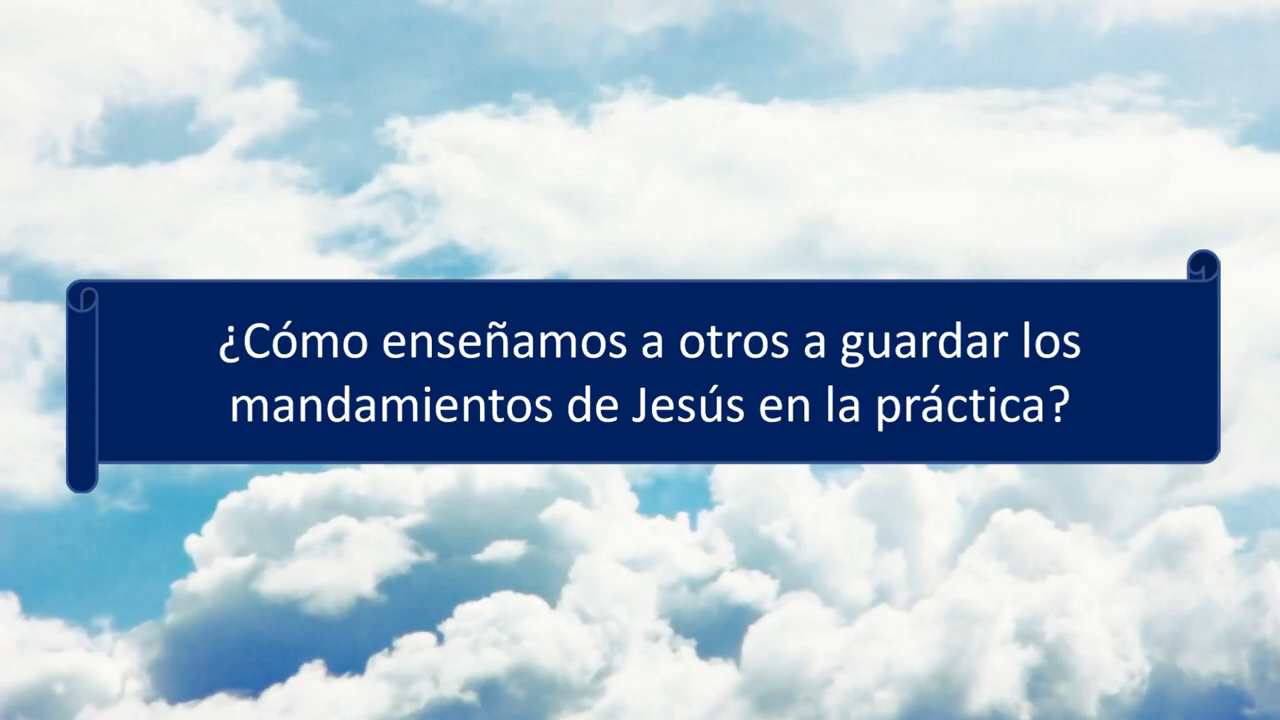 ¿Cómo enseñamos a otros a guardar los
mandamientos de Jesús en la práctica?